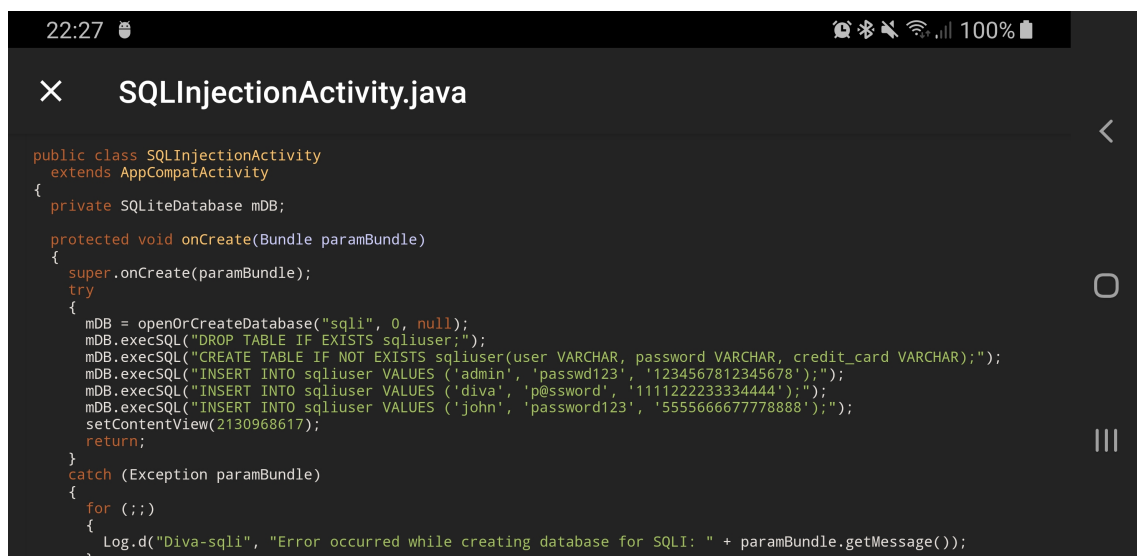 22:27 100%
SQLInjectionActivity.java
public class SQLInjectionActivity
  extends AppCompatActivity
{
  private SQLiteDatabase mDB;

  protected void onCreate(Bundle paramBundle)
  {
    super.onCreate(paramBundle);
    try
    {
      mDB = openOrCreateDatabase("sqli", 0, null);
      mDB.execSQL("DROP TABLE IF EXISTS sqliuser;");
      mDB.execSQL("CREATE TABLE IF NOT EXISTS sqliuser(user VARCHAR, password VARCHAR, credit_card VARCHAR);");
      mDB.execSQL("INSERT INTO sqliuser VALUES ('admin', 'passwd123', '1234567812345678');");
      mDB.execSQL("INSERT INTO sqliuser VALUES ('diva', 'p@ssword', '1111222233334444');");
      mDB.execSQL("INSERT INTO sqliuser VALUES ('john', 'password123', '5555666677778888');");
      setContentView(2130968617);
      return;
    }
    catch (Exception paramBundle)
    {
      for (;;)
      {
        Log.d("Diva-sqli", "Error occurred while creating database for SQLI: " + paramBundle.getMessage());
      }